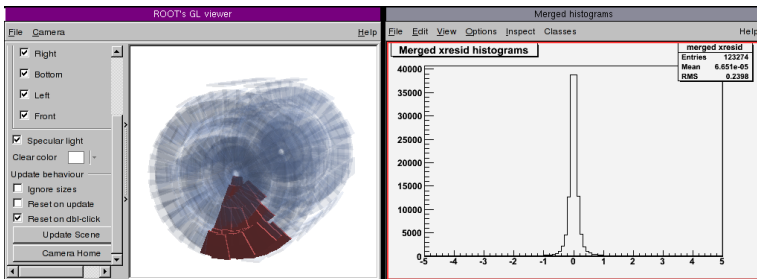 ROOT's GL viewer
File Camera Help
Right
Bottom
Left
Front
Specular light
Clear color
Update behaviour
Ignore sizes
Reset on update
Reset on dbl-click
Update Scene
Camera Home
Merged histograms
File Edit View Options Inspect Classes Help
Merged xresid histograms
merged xresid
Entries 123274
Mean 6.651e-05
RMS 0.2398
40000
35000
30000
25000
20000
15000
10000
5000
0
-5 -4 -3 -2 -1 0 1 2 3 4 5